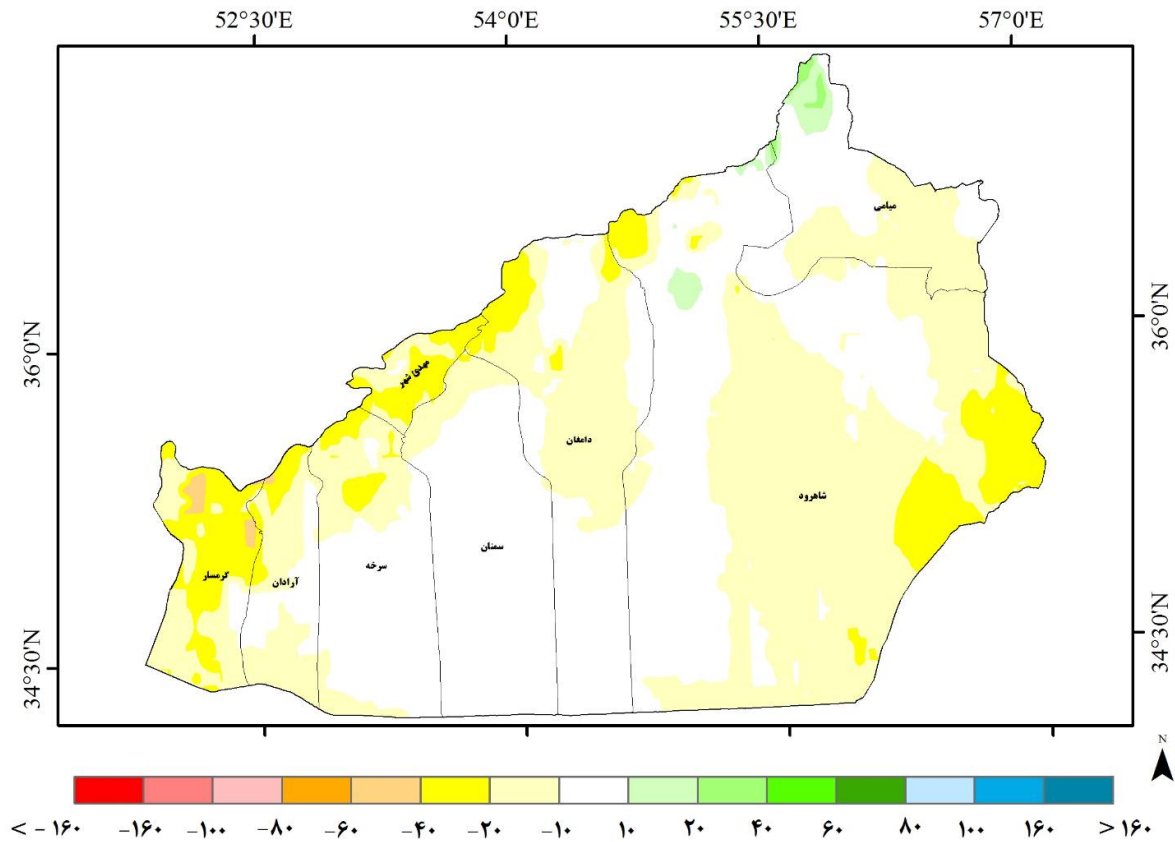 52°30'E 54°0'E 55°30'E 57°0'E
میامی
36°0'N
36°0'N
مهدی شهر
دامغان
شاهرود
سمنان
سرخه
گرمسار
آرادان
34°30'N
34°30'N
N
< -۱۶۰ -۱۶۰ -۱۰۰ -۸۰ -۶۰ -۴۰ -۲۰ -۱۰ ۱۰ ۲۰ ۴۰ ۶۰ ۸۰ ۱۰۰ ۱۶۰ > ۱۶۰